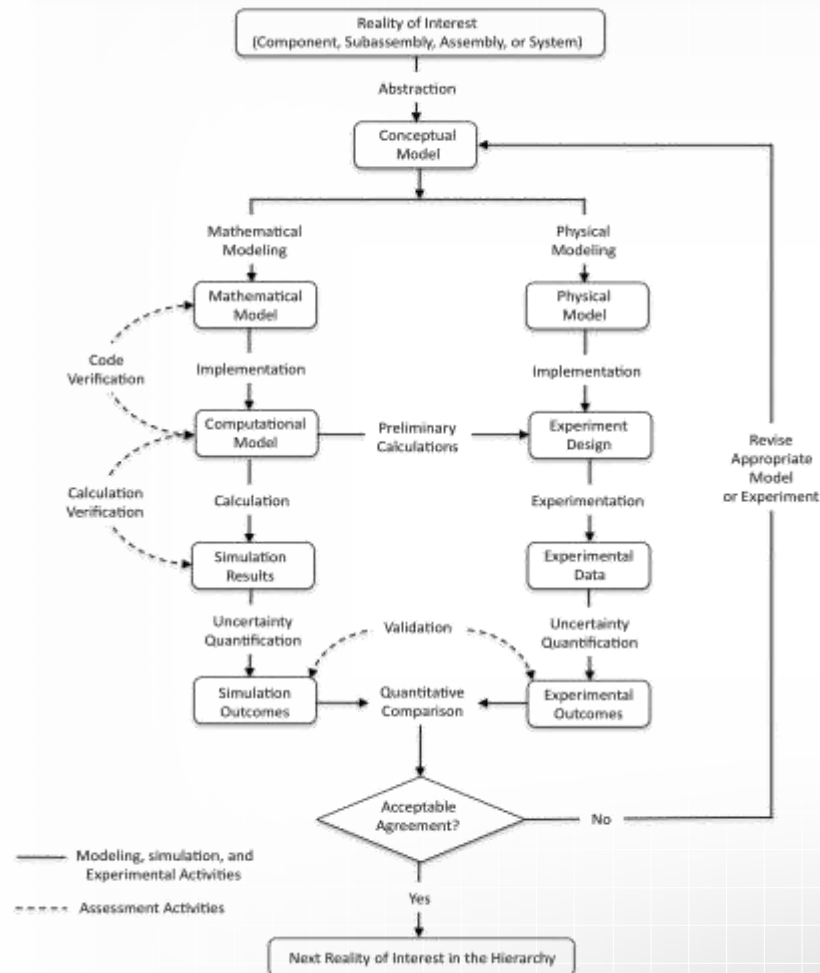 Reality of Interest
(Component, Subassembly, Assembly, or System)
Abstraction
Conceptual
Model
Mathematical
Modeling
Physical
Modeling
Mathematical
Model
Physical
Model
Code
Verification
Implementation
Implementation
Computational
Model
Preliminary
Calculations
Experiment
Design
Revise
Appropriate
Model
or Experiment
Calculation
Verification
Calculation
Experimentation
Simulation
Results
Experimental
Data
Uncertainty
Quantification
Validation
Uncertainty
Quantification
Simulation
Outcomes
Quantitative
Comparison
Experimental
Outcomes
Acceptable
Agreement?
No
Modeling, simulation, and
Experimental Activities
Assessment Activities
Yes
Next Reality of Interest in the Hierarchy